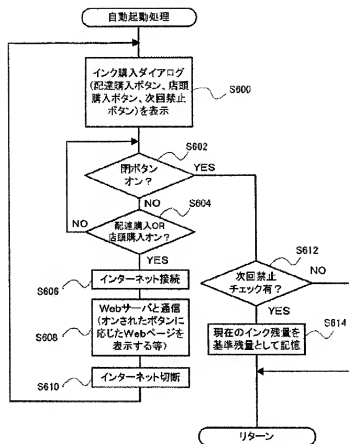 自動起動処理
インク購入ダイアログ
(配達購入ボタン、店頭
購入ボタン、次回禁止
ボタン)を表示
S600
S602
閉ボタン
オン?
YES
NO
S604
配達購入OR
店頭購入オン?
NO
YES
S606
インターネット接続
S608
Webサーバと通信
(オンされたボタンに
応じたWebページを
表示する等)
S610
インターネット切断
S612
次回禁止
チェック有?
NO
YES
S614
現在のインク残量を
基準残量として記憶
リターン